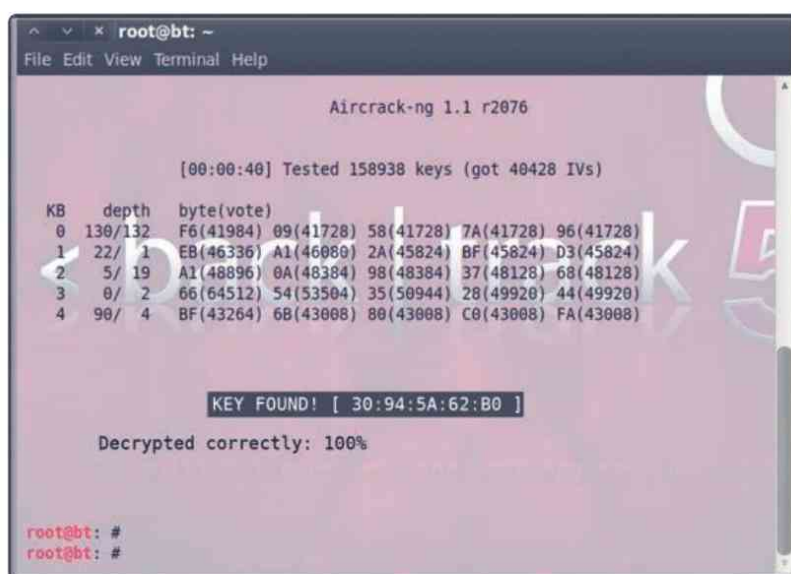 root@bt: ~
File Edit View Terminal Help
Aircrack-ng 1.1 r2076
[00:00:40] Tested 158938 keys (got 40428 IVs)
KB depth byte(vote)
0 130/132 F6(41984) 09(41728) 58(41728) 7A(41728) 96(41728)
1 22/ 1 EB(46336) A1(46080) 2A(45824) BF(45824) D3(45824)
2 5/ 19 A1(48896) 0A(48384) 98(48384) 37(48128) 68(48128)
3 0/ 2 66(64512) 54(53504) 35(50944) 28(49920) 44(49920)
4 90/ 4 BF(43264) 6B(43008) 80(43008) C0(43008) FA(43008)
<back | track 5
KEY FOUND! [ 30:94:5A:62:B0 ]
Decrypted correctly: 100%
root@bt: #
root@bt: #